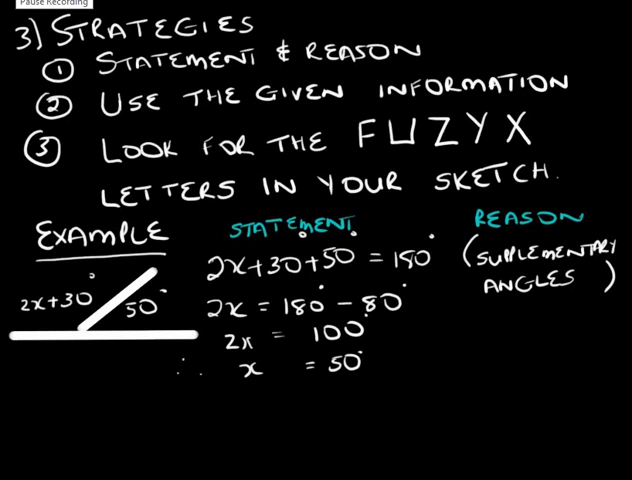 Pause Recording
3) STRATEGIES
① STATEMENT & REASON
② USE THE GIVEN INFORMATION
③ LOOK FOR THE F U Z Y X
LETTERS IN YOUR SKETCH.
EXAMPLE STATEMENT REASON
2x+30°+50° = 180° (SUPPLEMENTARY
ANGLES)
2x+30° 50° 2x = 180° - 80°
2x = 100°
∴ x = 50°